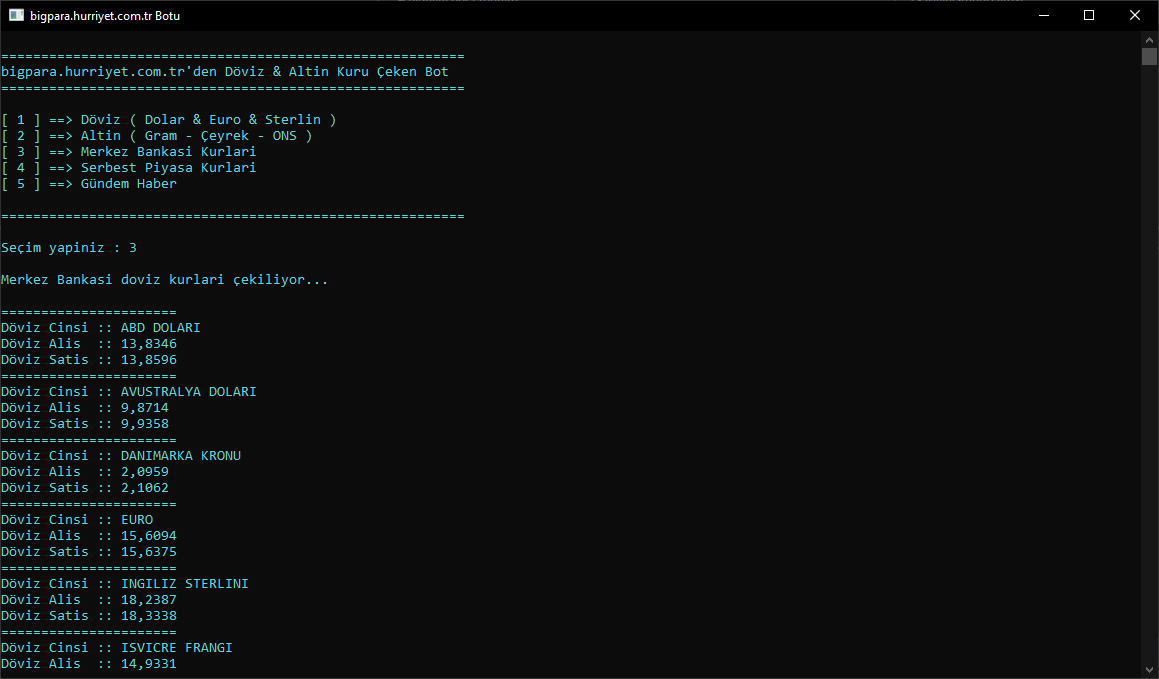 bigpara.hurriyet.com.tr Botu
==========================================================
bigpara.hurriyet.com.tr'den Döviz & Altin Kuru Çeken Bot
==========================================================
[ 1 ] ==> Döviz ( Dolar & Euro & Sterlin )
[ 2 ] ==> Altin ( Gram - Çeyrek - ONS )
[ 3 ] ==> Merkez Bankasi Kurlari
[ 4 ] ==> Serbest Piyasa Kurlari
[ 5 ] ==> Gündem Haber
==========================================================
Seçim yapiniz : 3
Merkez Bankasi doviz kurlari çekiliyor...
======================
Döviz Cinsi :: ABD DOLARI
Döviz Alis  :: 13,8346
Döviz Satis :: 13,8596
======================
Döviz Cinsi :: AVUSTRALYA DOLARI
Döviz Alis  :: 9,8714
Döviz Satis :: 9,9358
======================
Döviz Cinsi :: DANIMARKA KRONU
Döviz Alis  :: 2,0959
Döviz Satis :: 2,1062
======================
Döviz Cinsi :: EURO
Döviz Alis  :: 15,6094
Döviz Satis :: 15,6375
======================
Döviz Cinsi :: INGILIZ STERLINI
Döviz Alis  :: 18,2387
Döviz Satis :: 18,3338
======================
Döviz Cinsi :: ISVICRE FRANGI
Döviz Alis  :: 14,9331